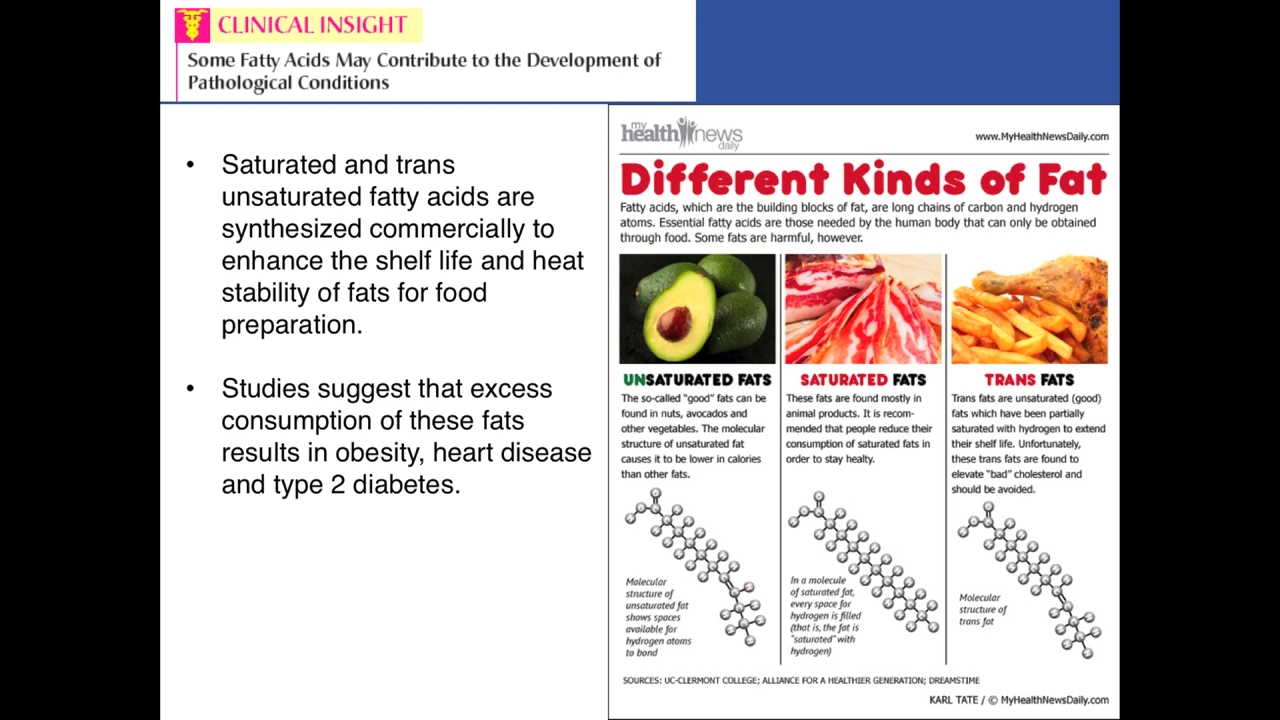 CLINICAL INSIGHT
Some Fatty Acids May Contribute to the Development of
Pathological Conditions
• Saturated and trans
unsaturated fatty acids are
synthesized commercially to
enhance the shelf life and heat
stability of fats for food
preparation.
• Studies suggest that excess
consumption of these fats
results in obesity, heart disease
and type 2 diabetes.
my
health news
daily
www.MyHealthNewsDaily.com
Different Kinds of Fat
Fatty acids, which are the building blocks of fat, are long chains of carbon and hydrogen
atoms. Essential fatty acids are those needed by the human body that can only be obtained
through food. Some fats are harmful, however.
UNSATURATED FATS
The so-called "good" fats can be
found in nuts, avocados and
other vegetables. The molecular
structure of unsaturated fat
causes it to be lower in calories
than other fats.
Molecular
structure of
unsaturated fat
shows spaces
available for
hydrogen atoms
to bond
SATURATED FATS
These fats are found mostly in
animal products. It is recom-
mended that people reduce their
consumption of saturated fats in
order to stay healty.
In a molecule
of saturated fat,
every space for
hydrogen is filled
(that is, the fat is
"saturated" with
hydrogen)
TRANS FATS
Trans fats are unsaturated (good)
fats which have been partially
saturated with hydrogen to extend
their shelf life. Unfortunately,
these trans fats are found to
elevate "bad" cholesterol and
should be avoided.
Molecular
structure of
trans fat
SOURCES: UC-CLERMONT COLLEGE; ALLIANCE FOR A HEALTHIER GENERATION; DREAMSTIME
KARL TATE / © MyHealthNewsDaily.com